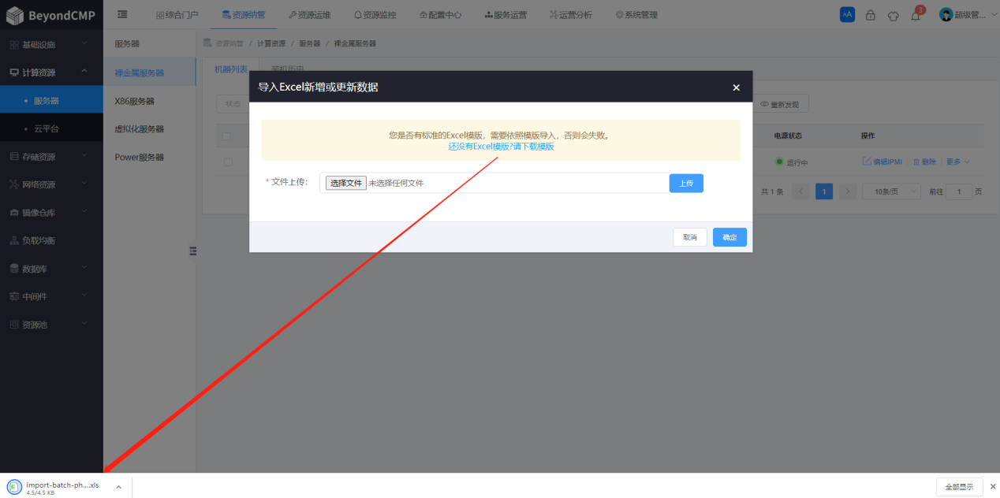 BeyondCMP
综合门户
资源纳管
资源运维
资源监控
配置中心
服务运营
运营分析
系统管理
3
超级管...
基础设施
计算资源
服务器
云平台
存储资源
网络资源
镜像仓库
负载均衡
数据库
中间件
资源池
服务器
裸金属服务器
X86服务器
虚拟化服务器
Power服务器
资源纳管 / 计算资源 / 服务器 / 裸金属服务器
机器列表
装机历史
状态
重新发现
电源状态
操作
运行中
编辑IPMI
删除
更多
共 1 条
1
10条/页
前往
1
页
导入Excel新增或更新数据
您是否有标准的Excel模版，需要依照模版导入，否则会失败。
还没有Excel模版?请下载模版
* 文件上传：
选择文件
未选择任何文件
上传
取消
确定
import-batch-ph....xls
4.5/4.5 KB
全部显示